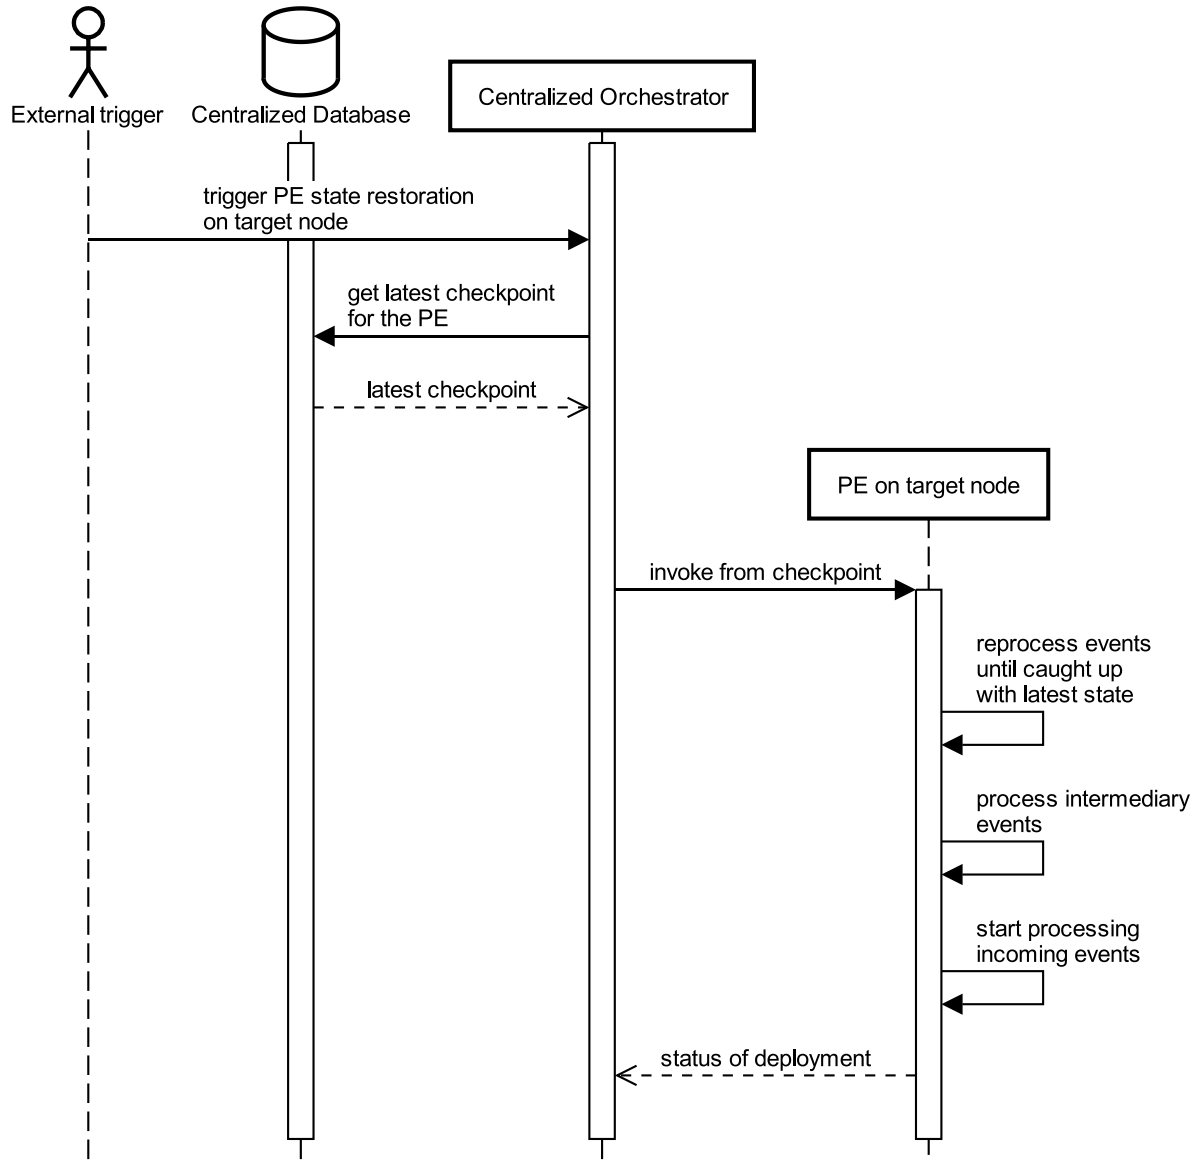 External trigger
Centralized Database
Centralized Orchestrator
trigger PE state restoration
on target node
get latest checkpoint
for the PE
latest checkpoint
PE on target node
invoke from checkpoint
reprocess events
until caught up
with latest state
process intermediary
events
start processing
incoming events
status of deployment